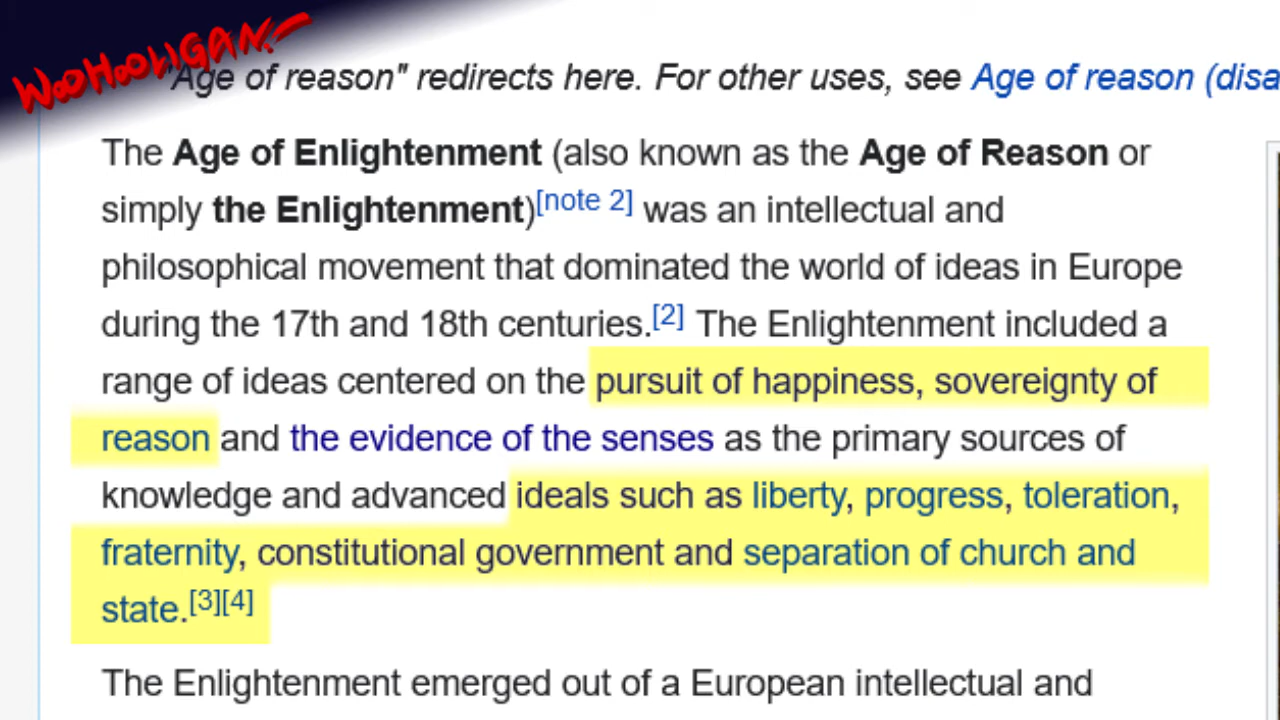 WOOHOOLIGAN
"Age of reason" redirects here. For other uses, see Age of reason (disa
The Age of Enlightenment (also known as the Age of Reason or
simply the Enlightenment)[note 2] was an intellectual and
philosophical movement that dominated the world of ideas in Europe
during the 17th and 18th centuries.[2] The Enlightenment included a
range of ideas centered on the pursuit of happiness, sovereignty of
reason and the evidence of the senses as the primary sources of
knowledge and advanced ideals such as liberty, progress, toleration,
fraternity, constitutional government and separation of church and
state.[3][4]
The Enlightenment emerged out of a European intellectual and